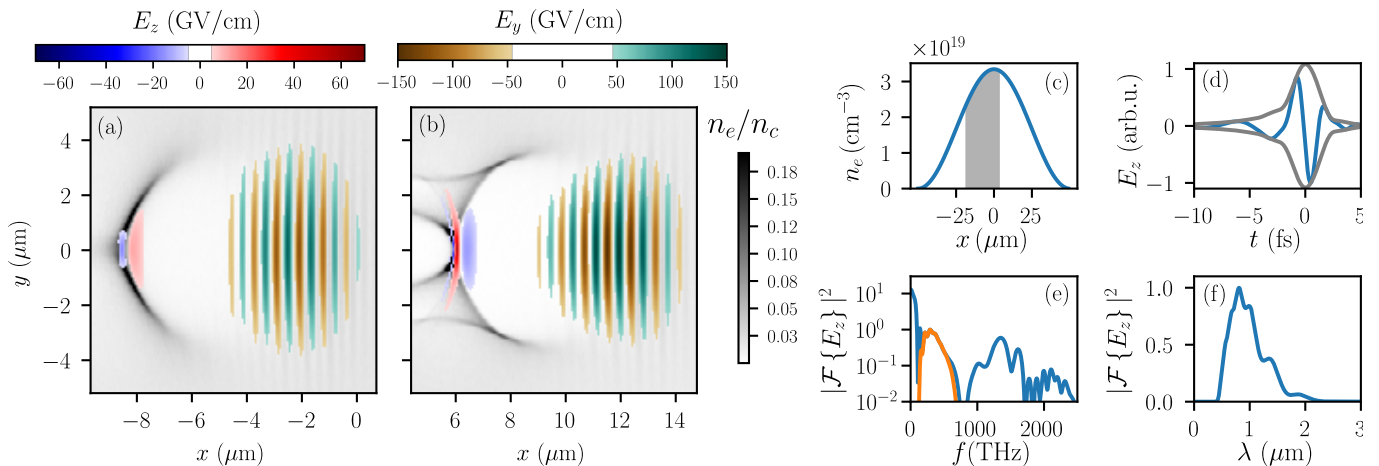 E_z (GV/cm)
−60 −40 −20 0 20 40 60
E_y (GV/cm)
−150 −100 −50 0 50 100 150
(a)
y (μm)
4
2
0
−2
−4
−8 −6 −4 −2 0
x (μm)
(b)
6 8 10 12 14
x (μm)
n_e/n_c
0.18
0.15
0.12
0.10
0.08
0.05
0.03
×10^19
(c)
n_e (cm^−3)
3
2
1
0
−25 0 25
x (μm)
(d)
E_z (arb.u.)
1
0
−1
−10 −5 0 5
t (fs)
(e)
|F{E_z}|^2
10^1
10^0
10^−1
10^−2
0 1000 2000
f(THz)
(f)
|F{E_z}|^2
1.0
0.5
0.0
0 1 2 3
λ (μm)